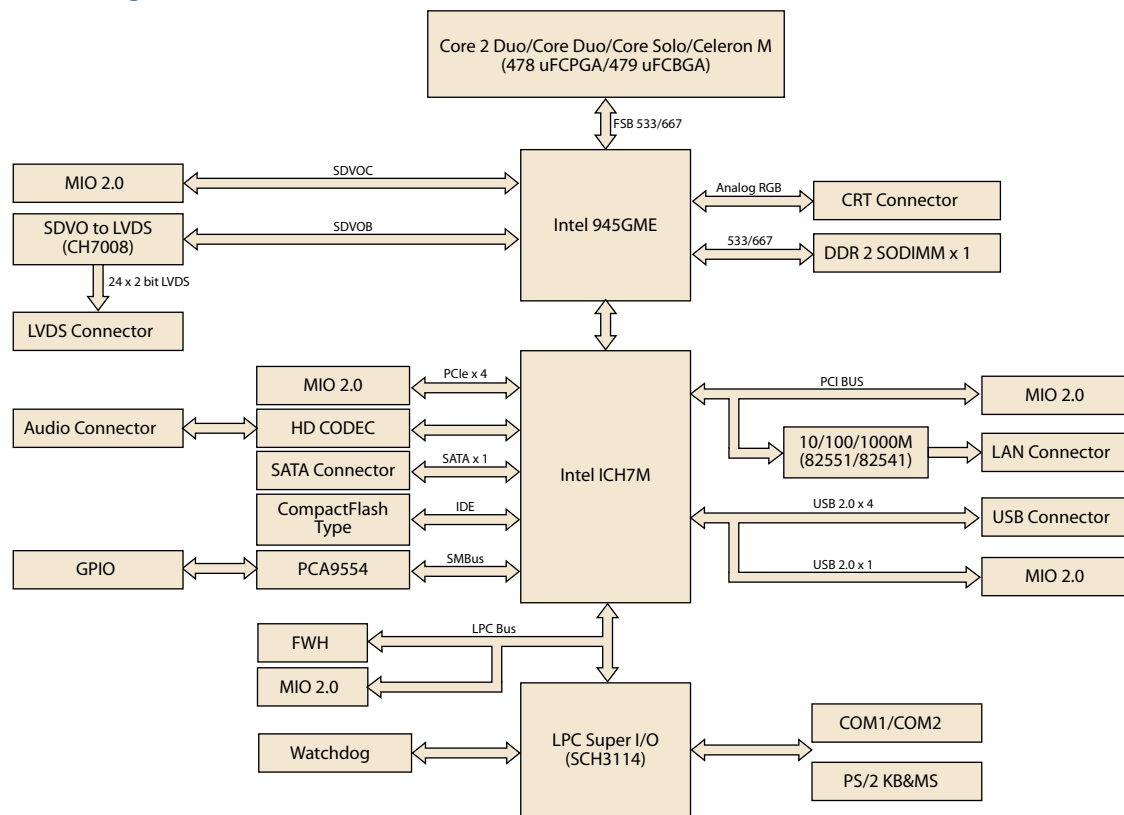 Core 2 Duo/Core Duo/Core Solo/Celeron M
(478 uFCPGA/479 uFCBGA)
FSB 533/667
MIO 2.0
SDVOC
SDVO to LVDS
(CH7008)
SDVOB
Intel 945GME
Analog RGB
CRT Connector
533/667
DDR 2 SODIMM x 1
24 x 2 bit LVDS
LVDS Connector
MIO 2.0
PCIe x 4
Audio Connector
HD CODEC
SATA Connector
SATA x 1
CompactFlash
Type
IDE
GPIO
PCA9554
SMBus
Intel ICH7M
PCI BUS
MIO 2.0
10/100/1000M
(82551/82541)
LAN Connector
USB 2.0 x 4
USB Connector
USB 2.0 x 1
MIO 2.0
FWH
LPC Bus
MIO 2.0
Watchdog
LPC Super I/O
(SCH3114)
COM1/COM2
PS/2 KB&MS